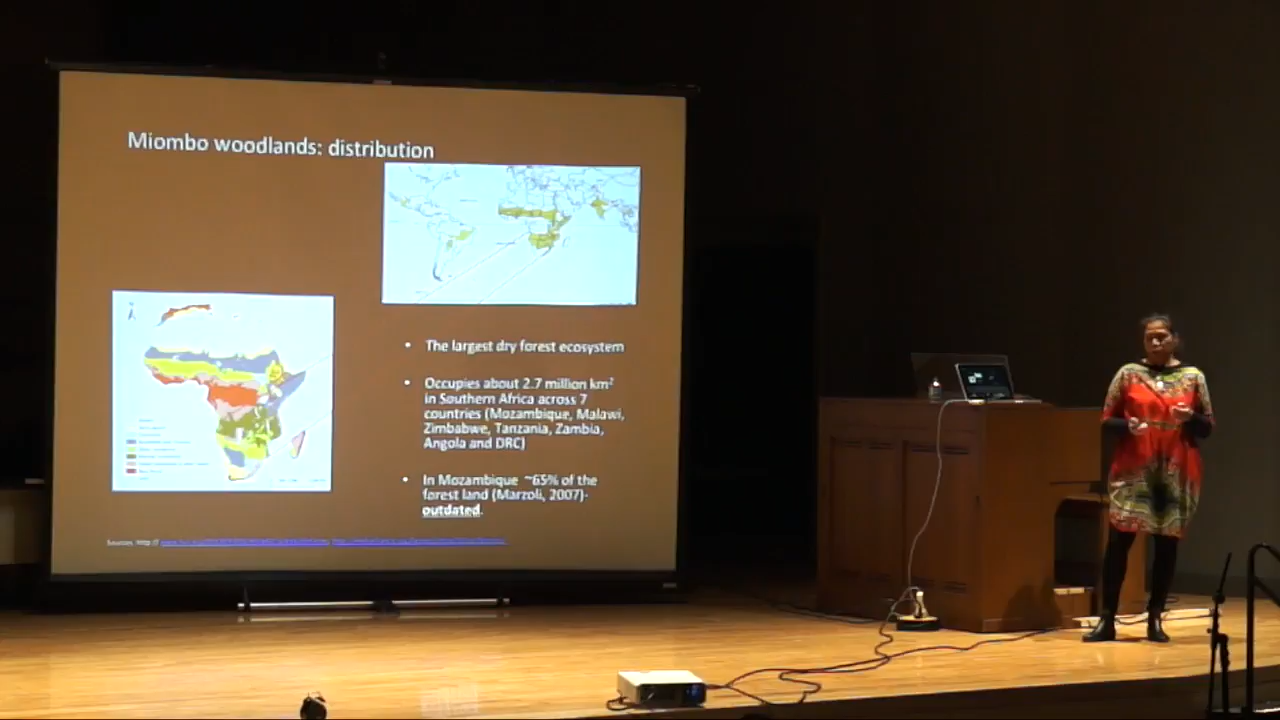 Miombo woodlands: distribution
• The largest dry forest ecosystem
• Occupies about 2.7 million km²
in Southern Africa across 7
countries (Mozambique, Malawi,
Zimbabwe, Tanzania, Zambia,
Angola and DRC)
• In Mozambique ~65% of the
forest land (Marzoli, 2007)-
outdated.
Sources: http://